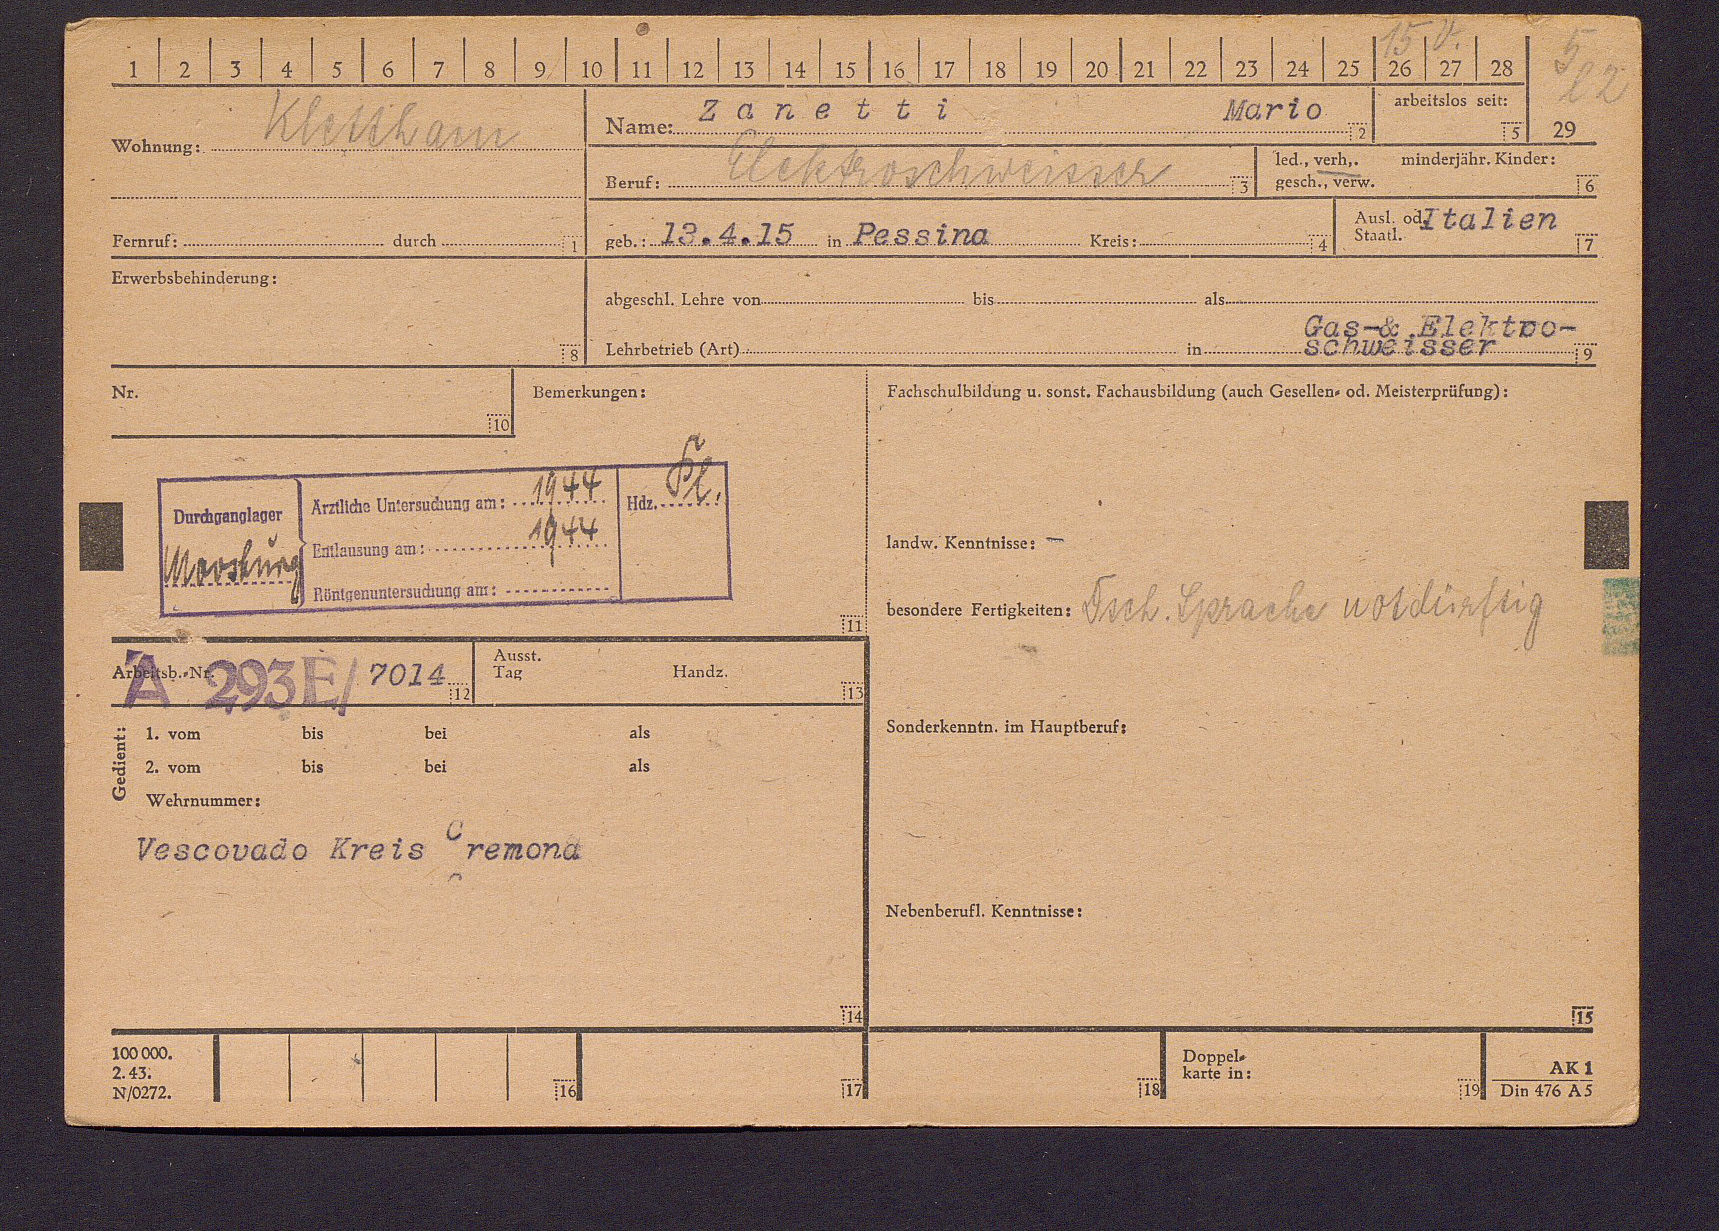 15 V.
5/22
1 2 3 4 5 6 7 8 9 10 11 12 13 14 15 16 17 18 19 20 21 22 23 24 25 26 27 28
29
Wohnung: Klettham
Fernruf: durch 1
Name: Zanetti Mario 2
arbeitslos seit: 5
Beruf: Elektroschweisser 3
led., verh,. minderjähr. Kinder:
gesch., verw. 6
geb.: 13.4.15 in Pessina Kreis: 4
Ausl. od. Italien
Staatl. 7
Erwerbsbehinderung:
8
abgeschl. Lehre von bis als
Gas-& Elektro-
Lehrbetrieb (Art) in schweisser 9
Nr.
10
Bemerkungen:
Durchganglager
Moosburg
Ärztliche Untersuchung am: 1944
Entlausung am: 1944
Röntgenuntersuchung am:
Hdz.
11
Fachschulbildung u. sonst. Fachausbildung (auch Gesellen- od. Meisterprüfung):
landw. Kenntnisse: –
besondere Fertigkeiten: Dtsch. Sprache notdürftig
Sonderkenntn. im Hauptberuf:
Nebenberufl. Kenntnisse:
15
Arbeitsb.-Nr. A 293E/ 7014 12
Ausst.
Tag Handz. 13
Gedient:
1. vom bis bei als
2. vom bis bei als
Wehrnummer:
Vescovado Kreis Cremona
14
100 000.
2. 43.
N/0272.
16
17
18
Doppel-
karte in:
19
AK 1
Din 476 A 5